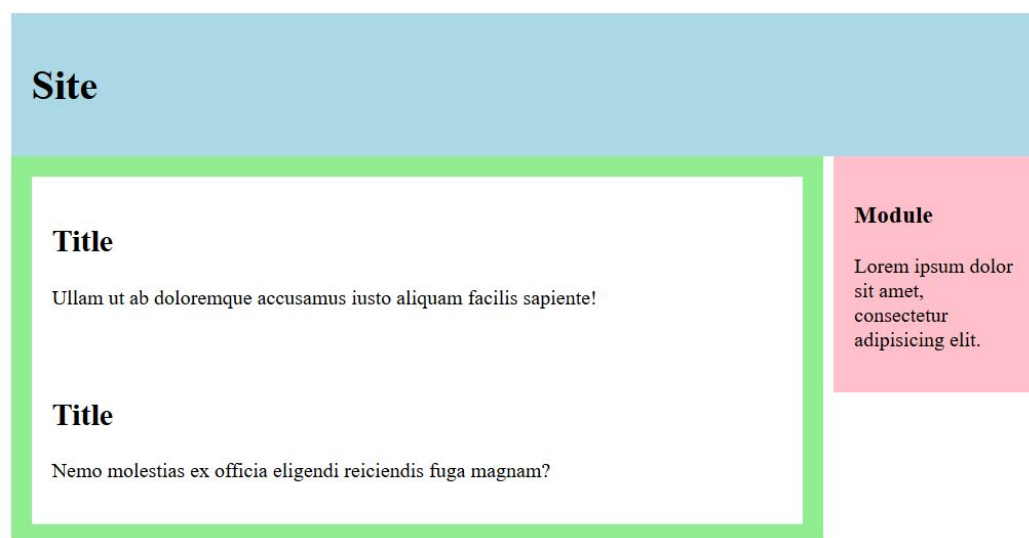 Site
Title
Ullam ut ab doloremque accusamus iusto aliquam facilis sapiente!
Title
Nemo molestias ex officia eligendi reiciendis fuga magnam?
Module
Lorem ipsum dolor
sit amet,
consectetur
adipisicing elit.